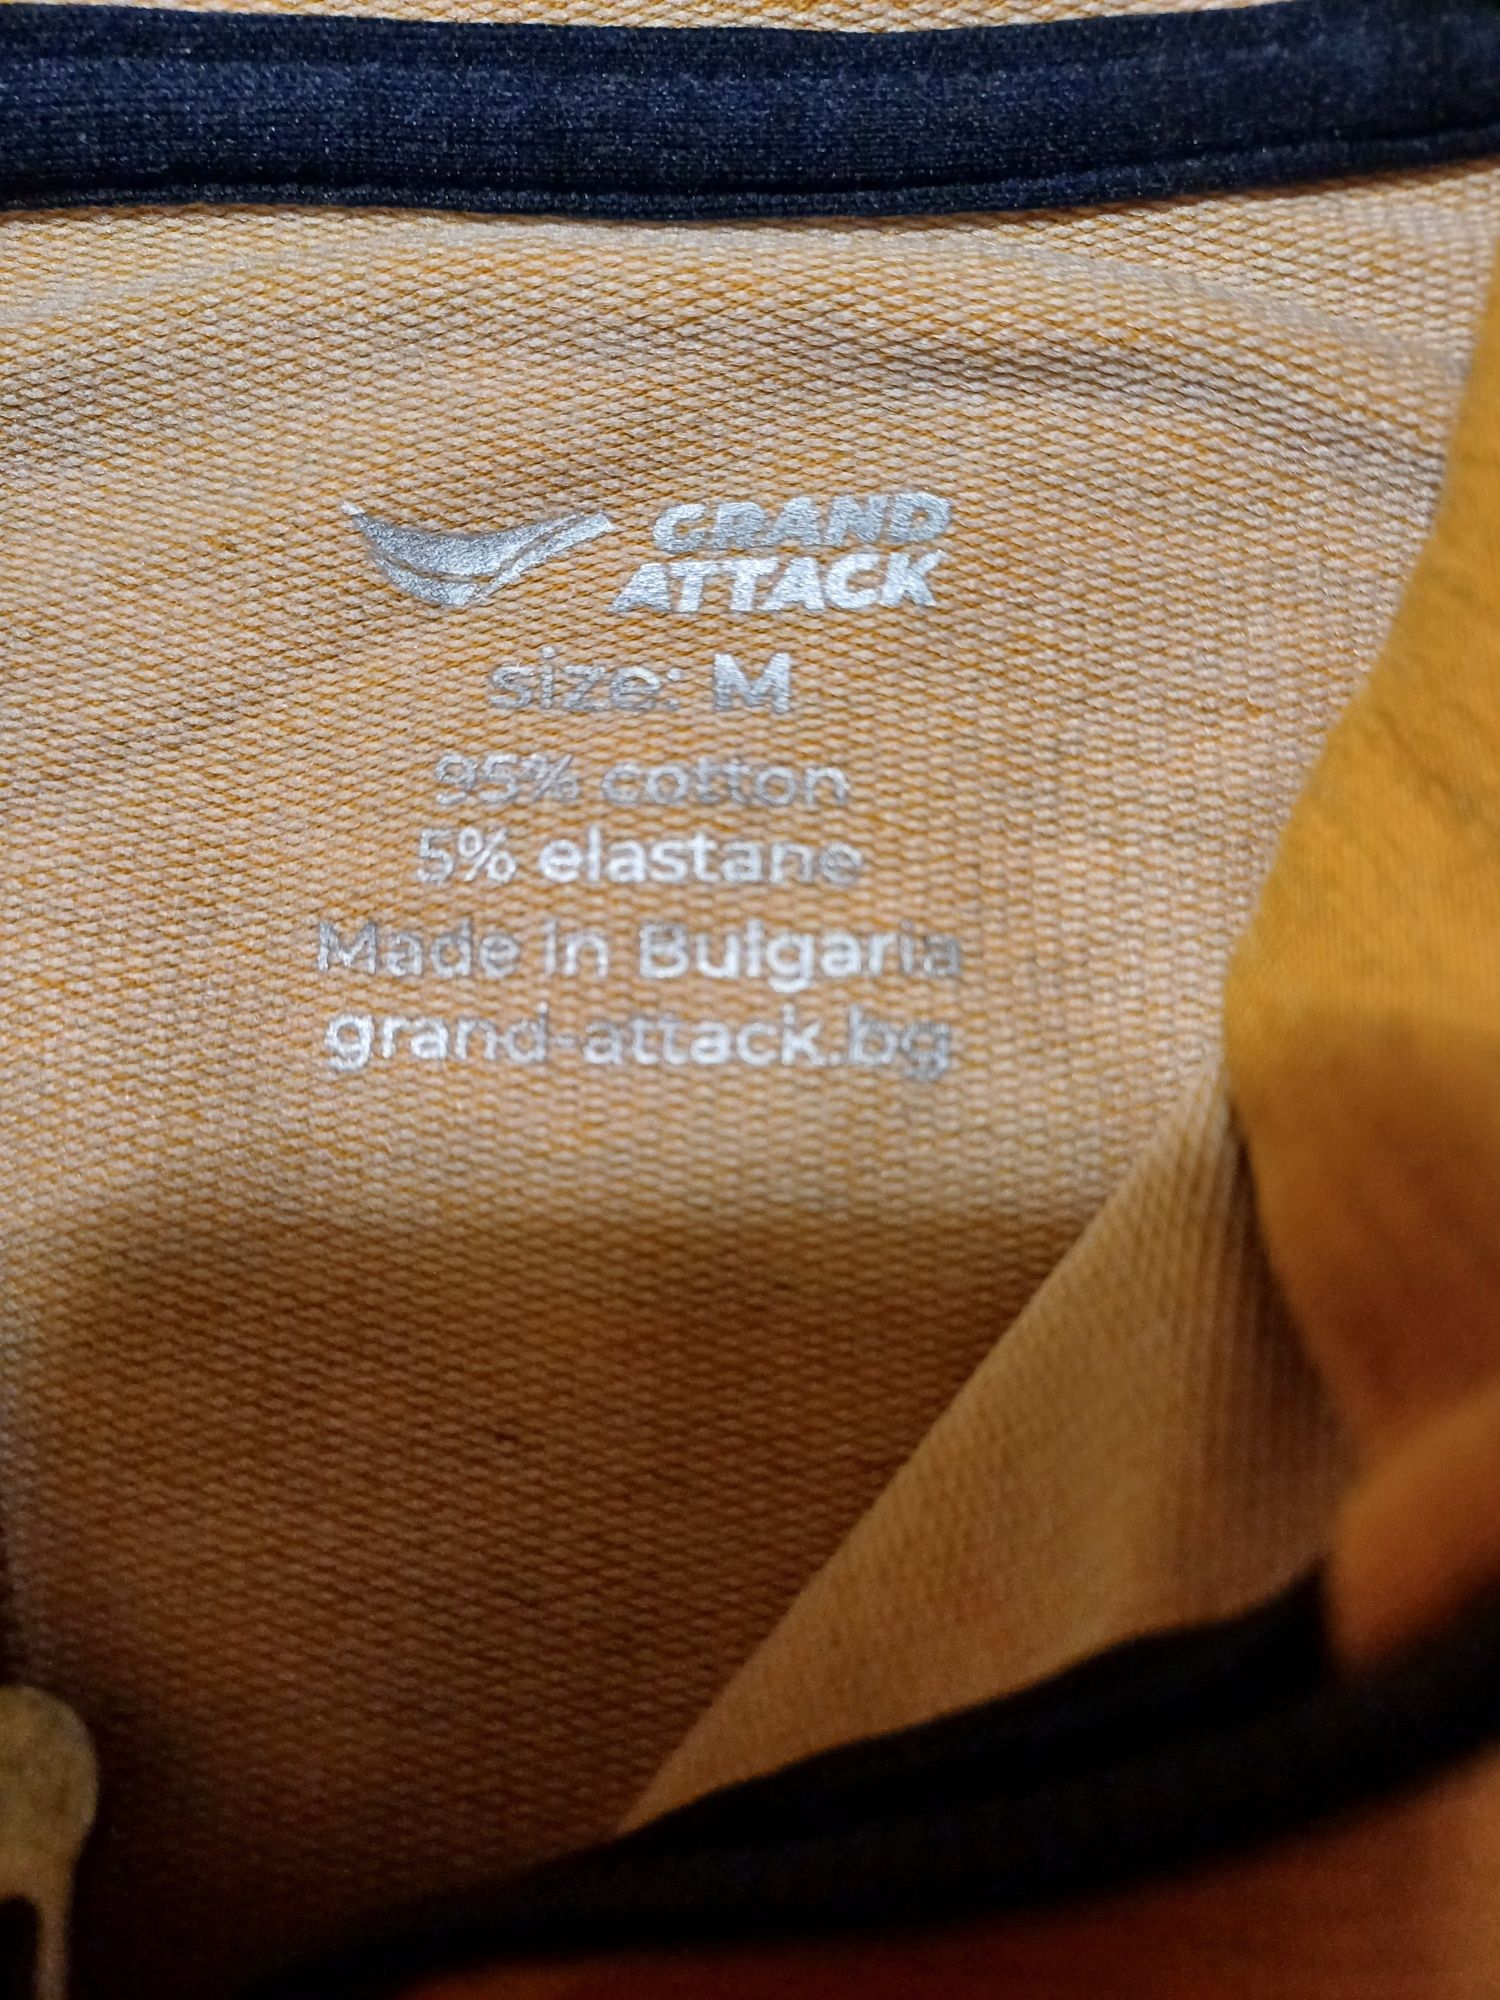 GRAND
ATTACK
size: M
95% cotton
5% elastane
Made in Bulgaria
grand-attack.bg